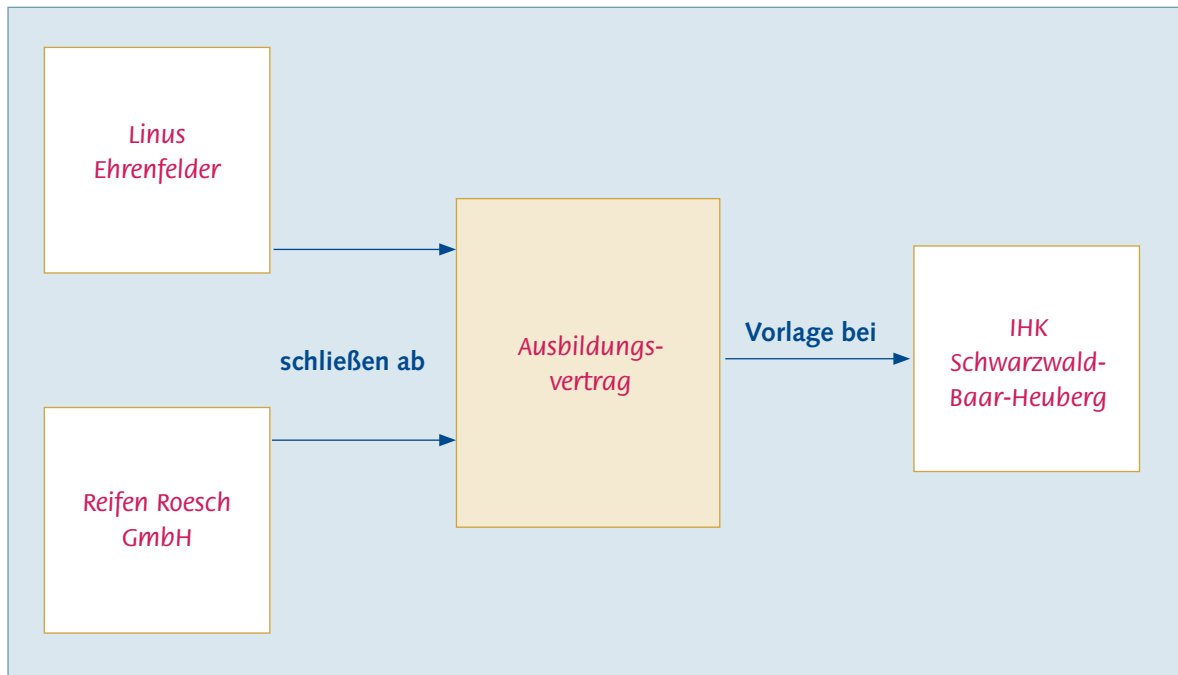 Linus
Ehrenfelder
schließen ab
Reifen Roesch
GmbH
Ausbildungs-
vertrag
Vorlage bei
IHK
Schwarzwald-
Baar-Heuberg